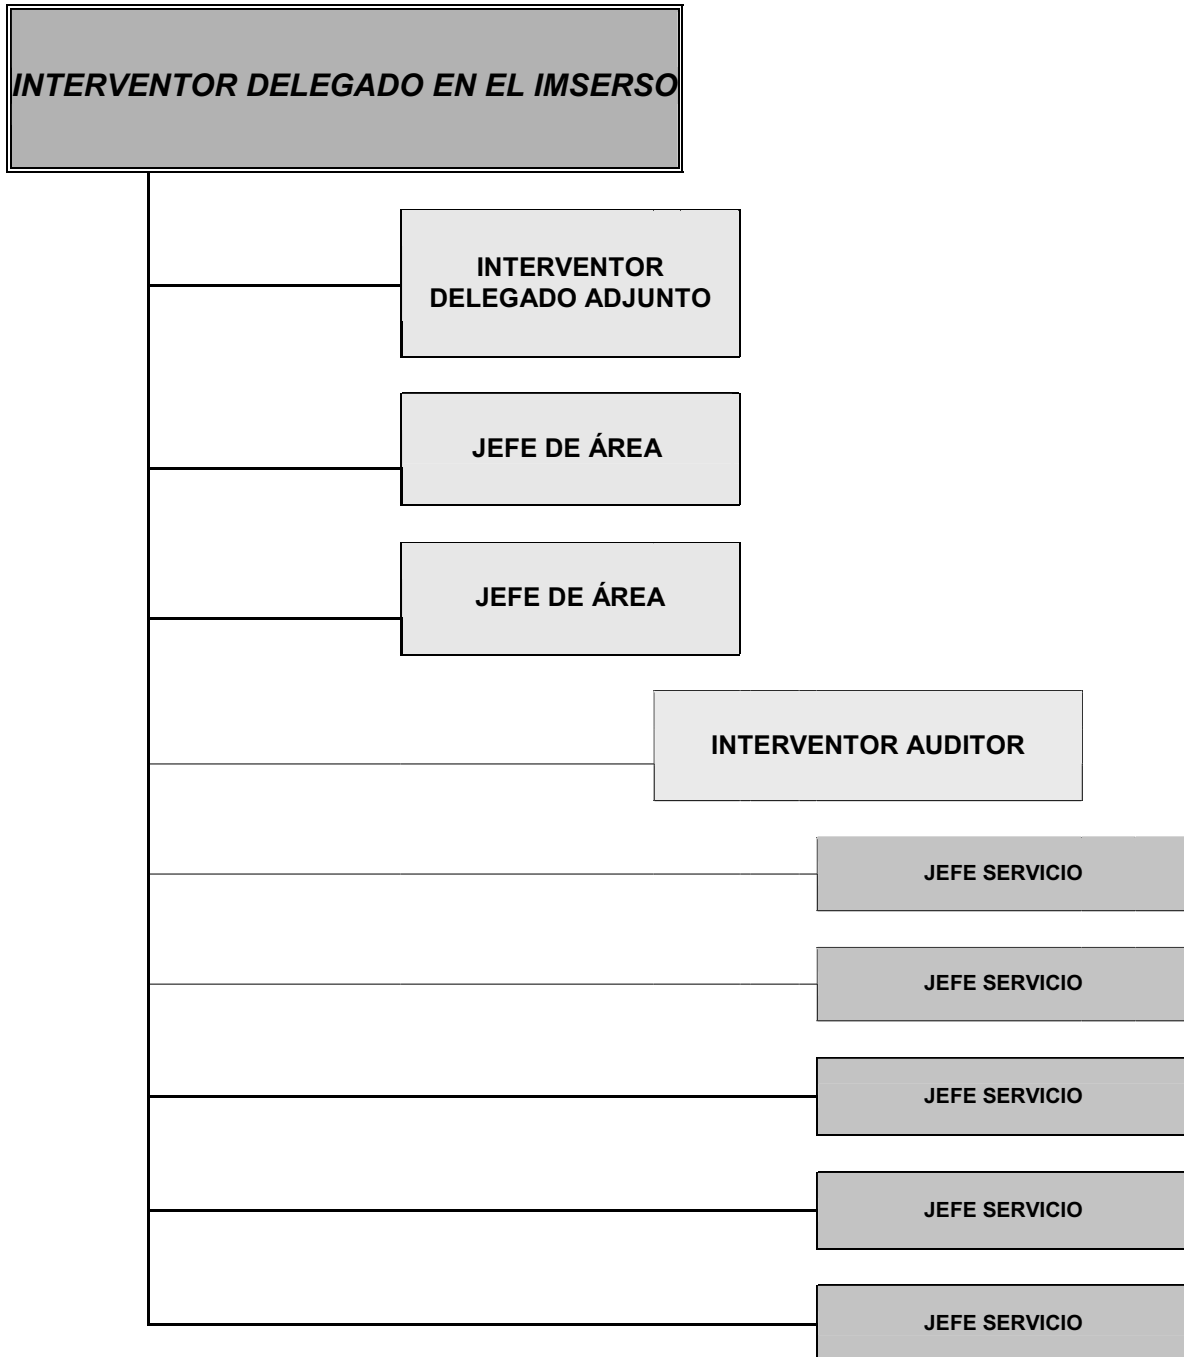 INTERVENTOR DELEGADO EN EL IMSERSO
INTERVENTOR
DELEGADO ADJUNTO
JEFE DE ÁREA
JEFE DE ÁREA
INTERVENTOR AUDITOR
JEFE SERVICIO
JEFE SERVICIO
JEFE SERVICIO
JEFE SERVICIO
JEFE SERVICIO